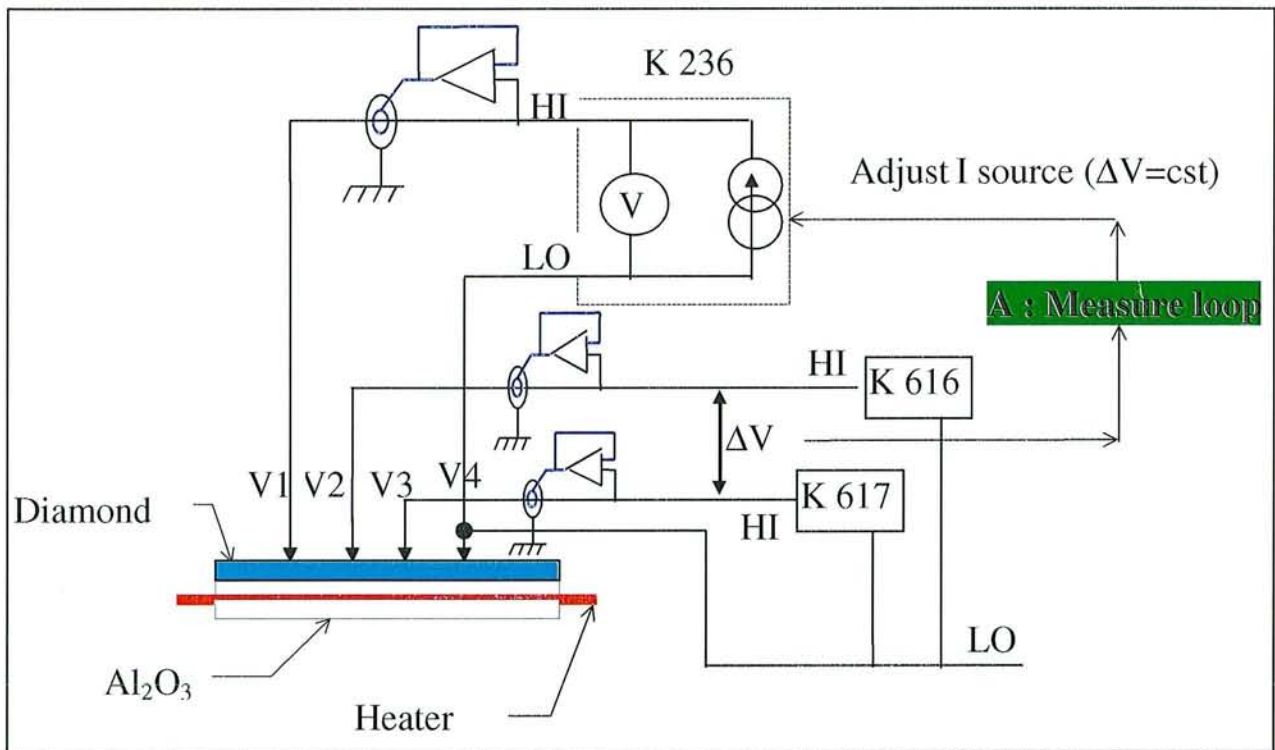 K 236
HI
V
Adjust I source (ΔV=cst)
LO
A : Measure loop
HI
K 616
ΔV
V1 V2 V3 V4
K 617
Diamond
HI
LO
Al₂O₃
Heater